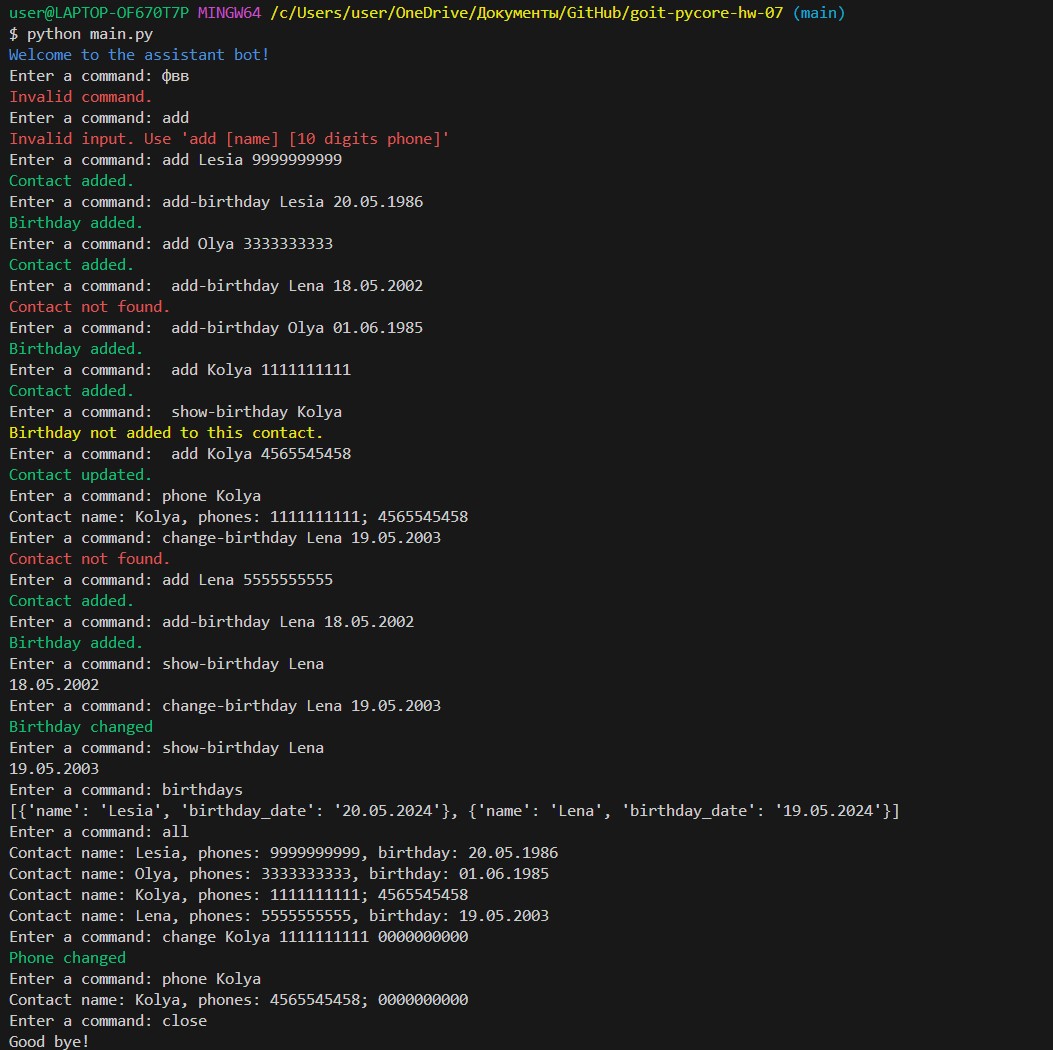 user@LAPTOP-OF670T7P MINGW64 /c/Users/user/OneDrive/Документы/GitHub/goit-pycore-hw-07 (main)
$ python main.py
Welcome to the assistant bot!
Enter a command: фвв
Invalid command.
Enter a command: add
Invalid input. Use 'add [name] [10 digits phone]'
Enter a command: add Lesia 9999999999
Contact added.
Enter a command: add-birthday Lesia 20.05.1986
Birthday added.
Enter a command: add Olya 3333333333
Contact added.
Enter a command:  add-birthday Lena 18.05.2002
Contact not found.
Enter a command:  add-birthday Olya 01.06.1985
Birthday added.
Enter a command:  add Kolya 1111111111
Contact added.
Enter a command:  show-birthday Kolya
Birthday not added to this contact.
Enter a command:  add Kolya 4565545458
Contact updated.
Enter a command: phone Kolya
Contact name: Kolya, phones: 1111111111; 4565545458
Enter a command: change-birthday Lena 19.05.2003
Contact not found.
Enter a command: add Lena 5555555555
Contact added.
Enter a command: add-birthday Lena 18.05.2002
Birthday added.
Enter a command: show-birthday Lena
18.05.2002
Enter a command: change-birthday Lena 19.05.2003
Birthday changed
Enter a command: show-birthday Lena
19.05.2003
Enter a command: birthdays
[{'name': 'Lesia', 'birthday_date': '20.05.2024'}, {'name': 'Lena', 'birthday_date': '19.05.2024'}]
Enter a command: all
Contact name: Lesia, phones: 9999999999, birthday: 20.05.1986
Contact name: Olya, phones: 3333333333, birthday: 01.06.1985
Contact name: Kolya, phones: 1111111111; 4565545458
Contact name: Lena, phones: 5555555555, birthday: 19.05.2003
Enter a command: change Kolya 1111111111 0000000000
Phone changed
Enter a command: phone Kolya
Contact name: Kolya, phones: 4565545458; 0000000000
Enter a command: close
Good bye!